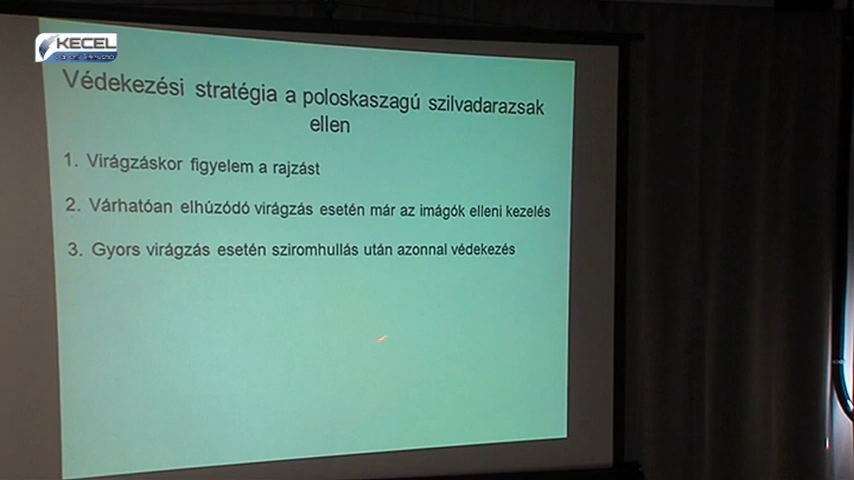 KECEL
Védekezési stratégia a poloskaszagú szilvadarazsak
ellen
1. Virágzáskor figyelem a rajzást
2. Várhatóan elhúzódó virágzás esetén már az imágók elleni kezelés
3. Gyors virágzás esetén sziromhullás után azonnal védekezés